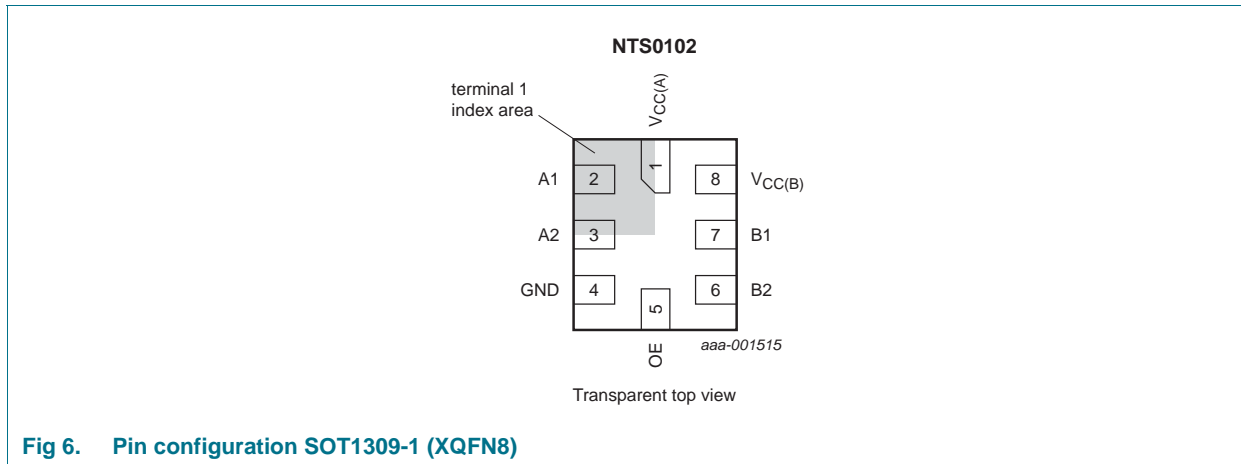 NTS0102
terminal 1
index area
VCC(A)
1
A1 2
8 VCC(B)
A2 3
7 B1
GND 4
6 B2
5
OE
aaa-001515
Transparent top view
Fig 6. Pin configuration SOT1309-1 (XQFN8)